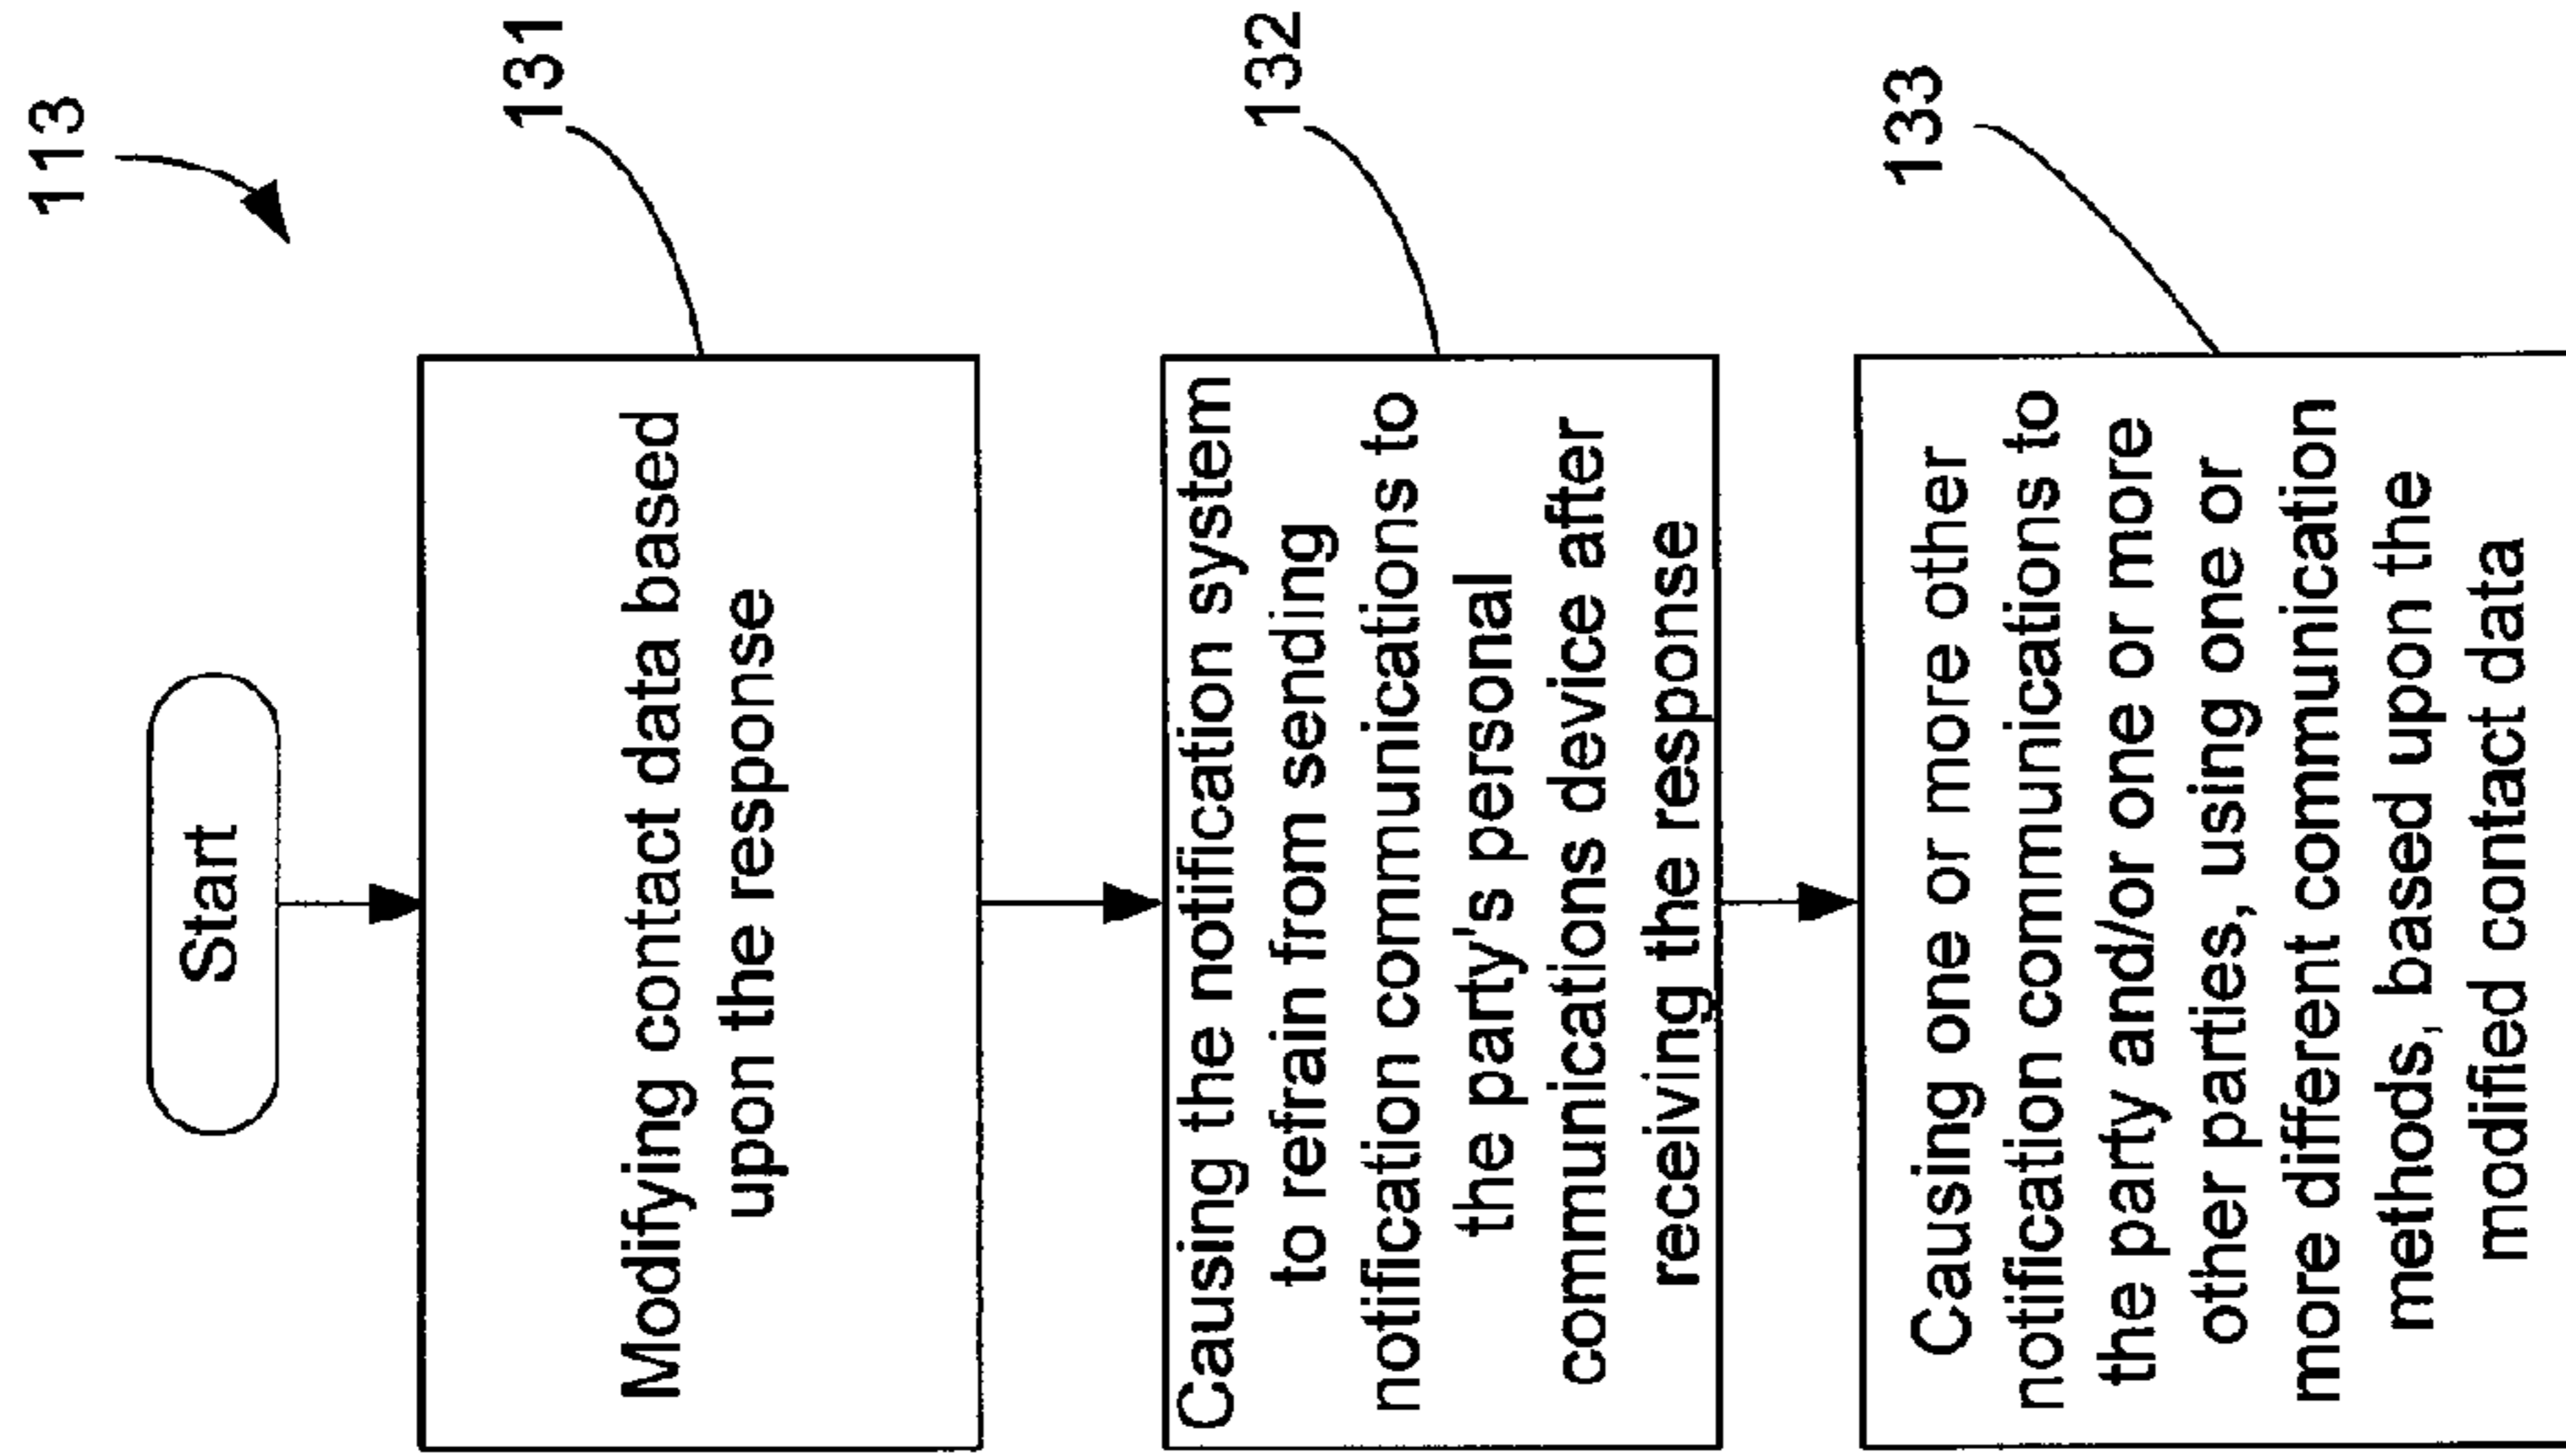 113
Start
131
Modifying contact data based
upon the response
132
Causing the notification system
to refrain from sending
notification communications to
the party's personal
communications device after
receiving the response
133
Causing one or more other
notification communications to
the party and/or one or more
other parties, using one or
more different communication
methods, based upon the
modified contact data